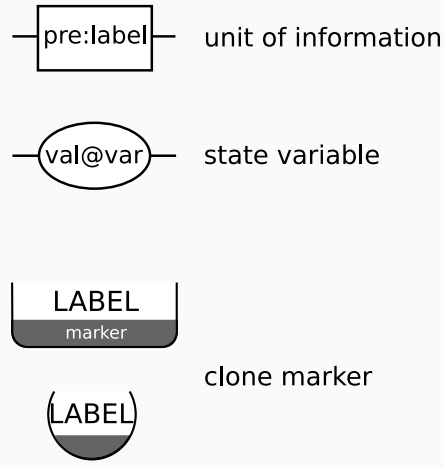 pre:label unit of information
val@var state variable
LABEL
marker
clone marker
LABEL